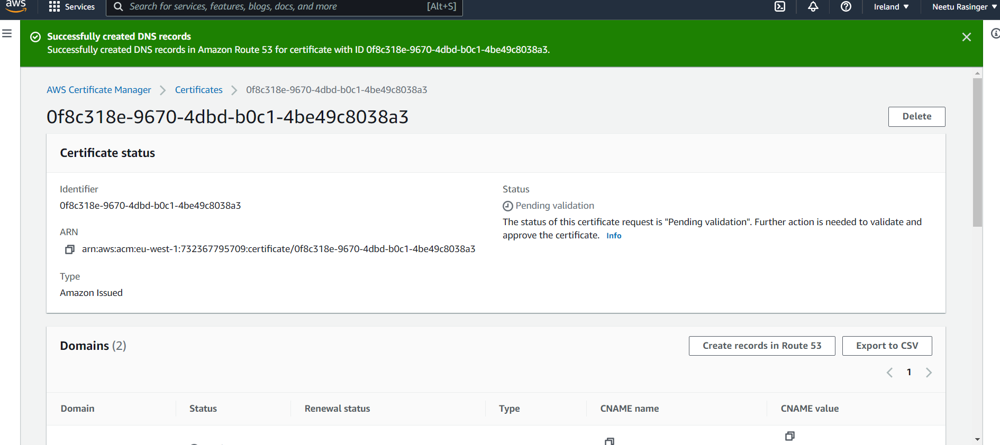 aws
Services
Search for services, features, blogs, docs, and more
[Alt+S]
Ireland
Neetu Rasinger
Successfully created DNS records
Successfully created DNS records in Amazon Route 53 for certificate with ID 0f8c318e-9670-4dbd-b0c1-4be49c8038a3.
AWS Certificate Manager
Certificates
0f8c318e-9670-4dbd-b0c1-4be49c8038a3
0f8c318e-9670-4dbd-b0c1-4be49c8038a3
Delete
Certificate status
Identifier
0f8c318e-9670-4dbd-b0c1-4be49c8038a3
ARN
arn:aws:acm:eu-west-1:732367795709:certificate/0f8c318e-9670-4dbd-b0c1-4be49c8038a3
Type
Amazon Issued
Status
Pending validation
The status of this certificate request is "Pending validation". Further action is needed to validate and
approve the certificate. Info
Domains (2)
Create records in Route 53
Export to CSV
1
Domain
Status
Renewal status
Type
CNAME name
CNAME value